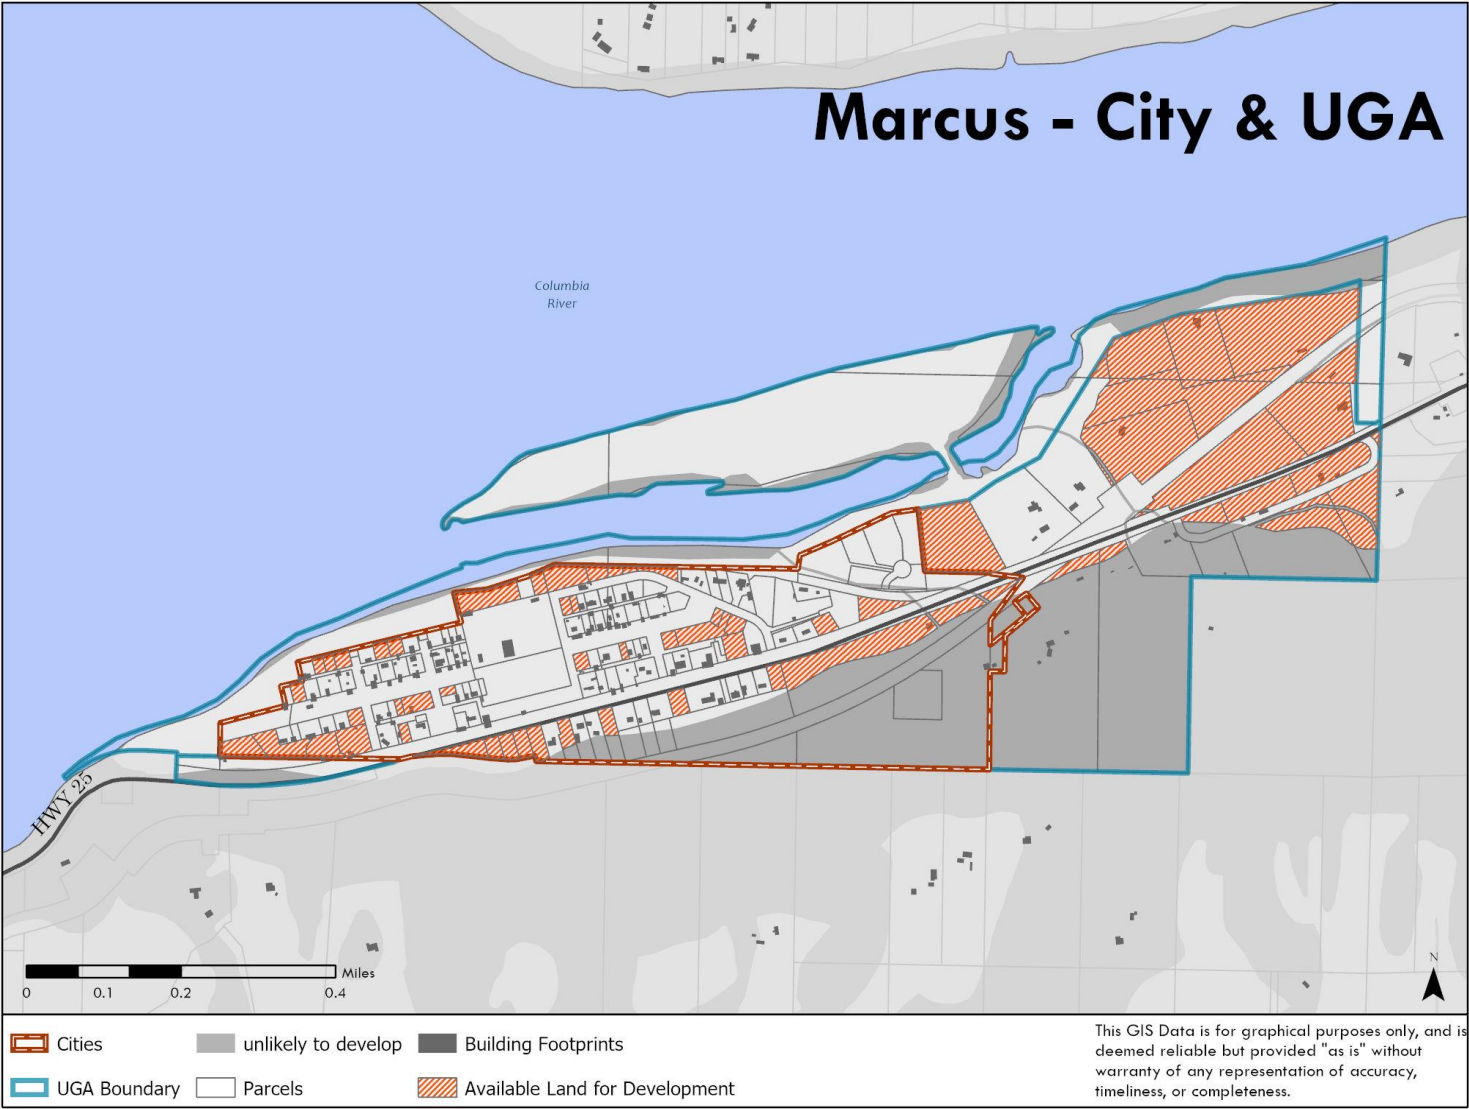 Marcus - City & UGA
Columbia
River
HWY 25
Miles
0 0.1 0.2 0.4
N
Cities
unlikely to develop
Building Footprints
UGA Boundary
Parcels
Available Land for Development
This GIS Data is for graphical purposes only, and is
deemed reliable but provided "as is" without
warranty of any representation of accuracy,
timeliness, or completeness.